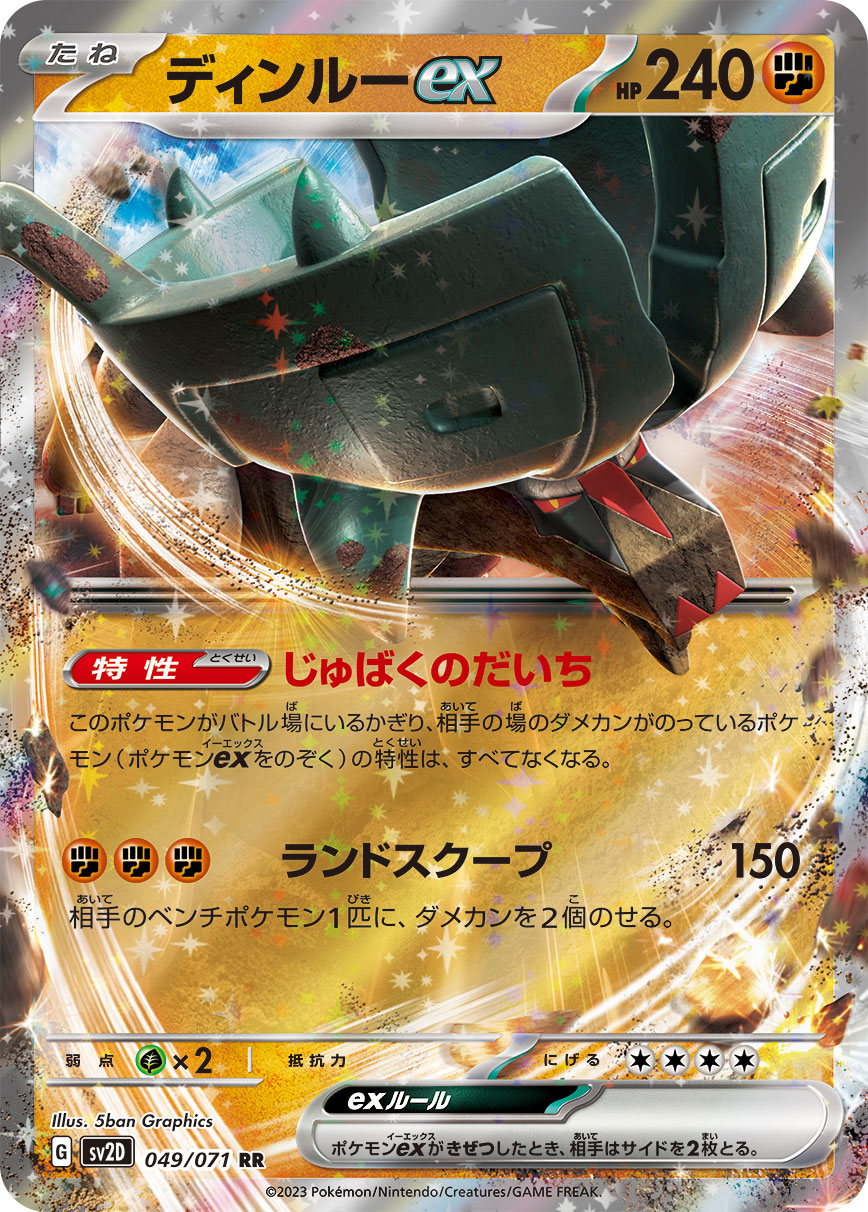 たね
ディンルーex
HP 240
特性 とくせい じゅばくのだいち
このポケモンがバトル場にいるかぎり、相手の場のダメカンがのっているポケ
モン(ポケモンexをのぞく)の特性は、すべてなくなる。
ランドスクープ 150
相手のベンチポケモン1匹に、ダメカンを2個のせる。
弱点 ×2 抵抗力 にげる
exルール
ポケモンexがきぜつしたとき、相手はサイドを2枚とる。
Illus. 5ban Graphics
G sv2D 049/071 RR
©2023 Pokémon/Nintendo/Creatures/GAME FREAK.